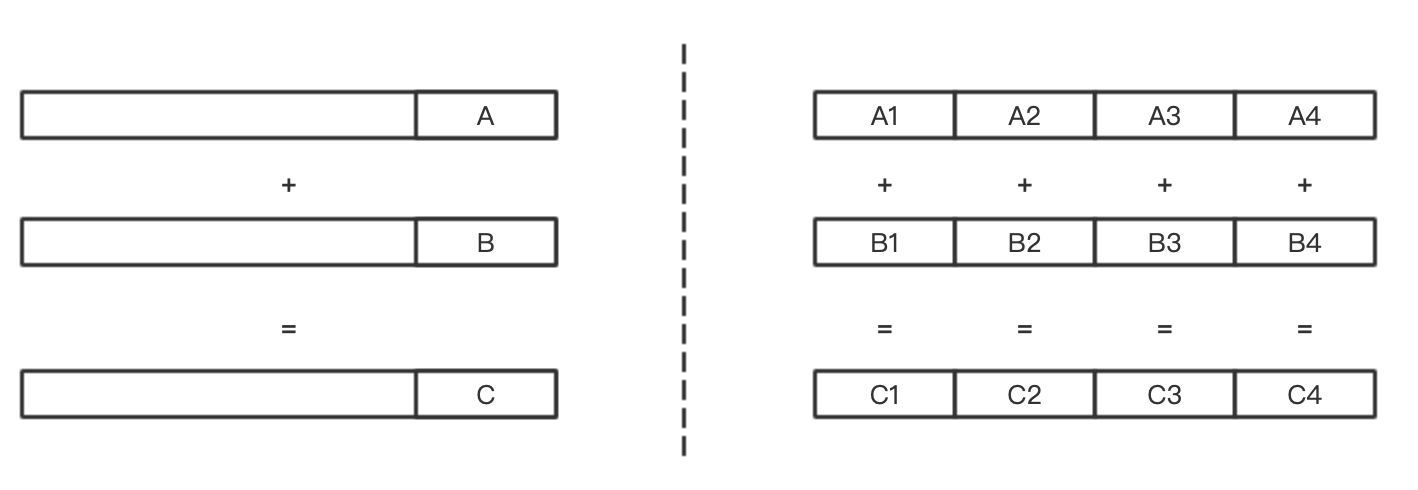 A
+
B
=
C
A1 A2 A3 A4
+ + + +
B1 B2 B3 B4
= = = =
C1 C2 C3 C4